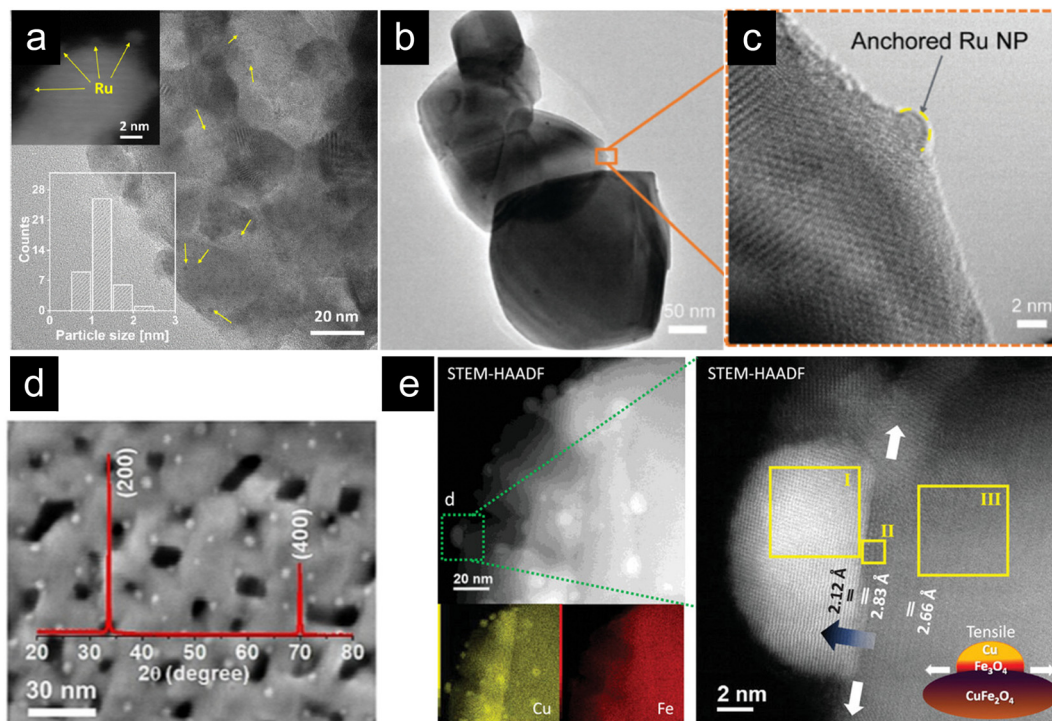 a
Ru
2 nm
28
21
14
7
0
Counts
0 1 2 3
Particle size [nm]
20 nm
b
50 nm
c
Anchored Ru NP
2 nm
d
(200)
(400)
20 30 40 50 60 70 80
2θ (degree)
30 nm
e
STEM-HAADF
d
20 nm
Cu
Fe
STEM-HAADF
I
II
III
2.12 Å
2.83 Å
2.66 Å
Tensile
Cu
Fe₃O₄
CuFe₂O₄
2 nm